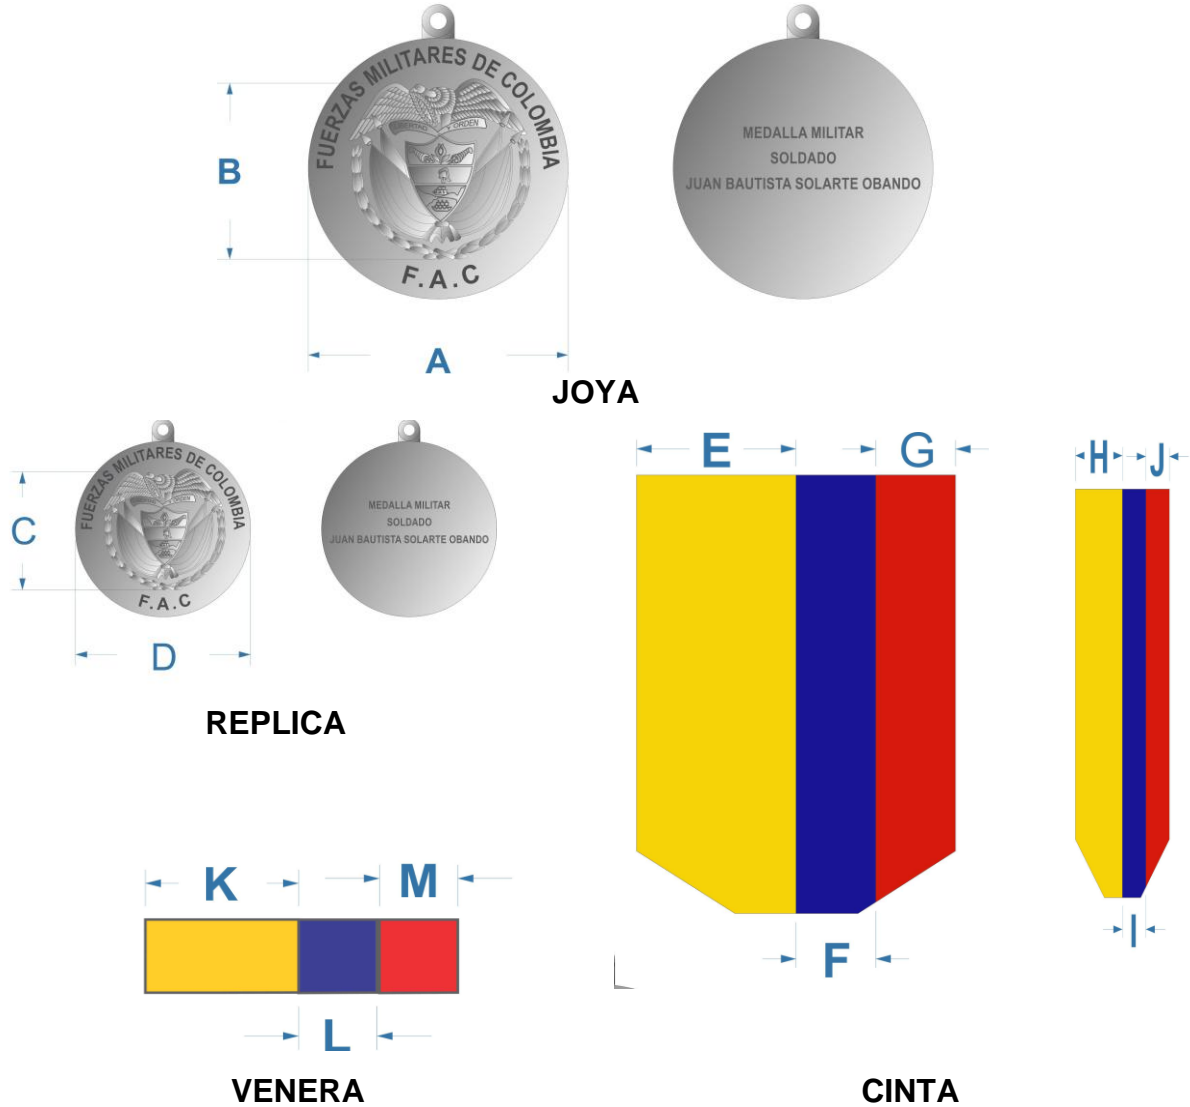 FUERZAS MILITARES DE COLOMBIA
LIBERTAD Y ORDEN
F.A.C
MEDALLA MILITAR
SOLDADO
JUAN BAUTISTA SOLARTE OBANDO
B
A
JOYA
FUERZAS MILITARES DE COLOMBIA
F.A.C
MEDALLA MILITAR
SOLDADO
JUAN BAUTISTA SOLARTE OBANDO
C
D
REPLICA
E
G
F
H
J
I
K
M
L
VENERA
CINTA